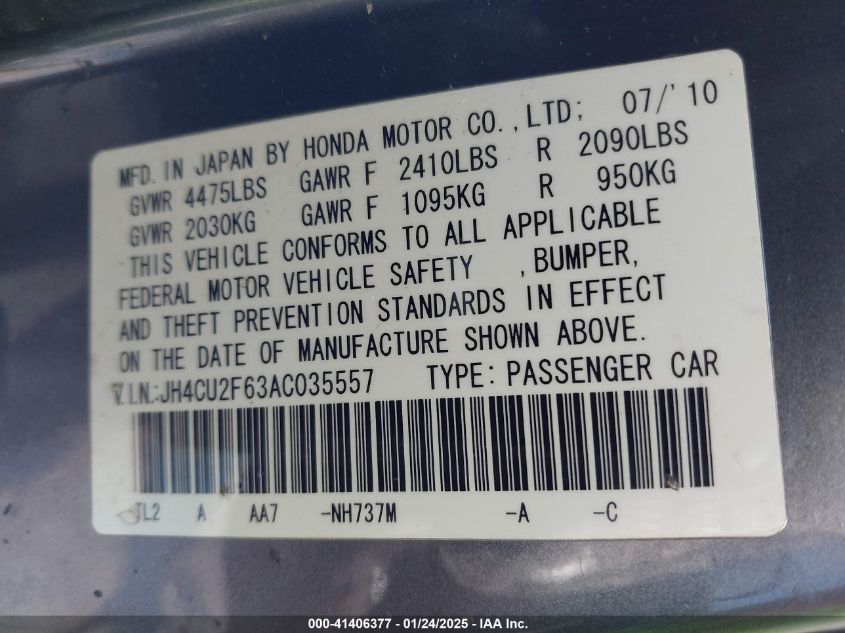 MFD. IN JAPAN BY HONDA MOTOR CO., LTD; 07/'10
GVWR 4475LBS GAWR F 2410LBS R 2090LBS
GVWR 2030KG GAWR F 1095KG R 950KG
THIS VEHICLE CONFORMS TO ALL APPLICABLE
FEDERAL MOTOR VEHICLE SAFETY , BUMPER,
AND THEFT PREVENTION STANDARDS IN EFFECT
ON THE DATE OF MANUFACTURE SHOWN ABOVE.
V.I.N.:JH4CU2F63AC035557 TYPE: PASSENGER CAR
TL2 A AA7 -NH737M -A -C
000-41406377 - 01/24/2025 - IAA Inc.